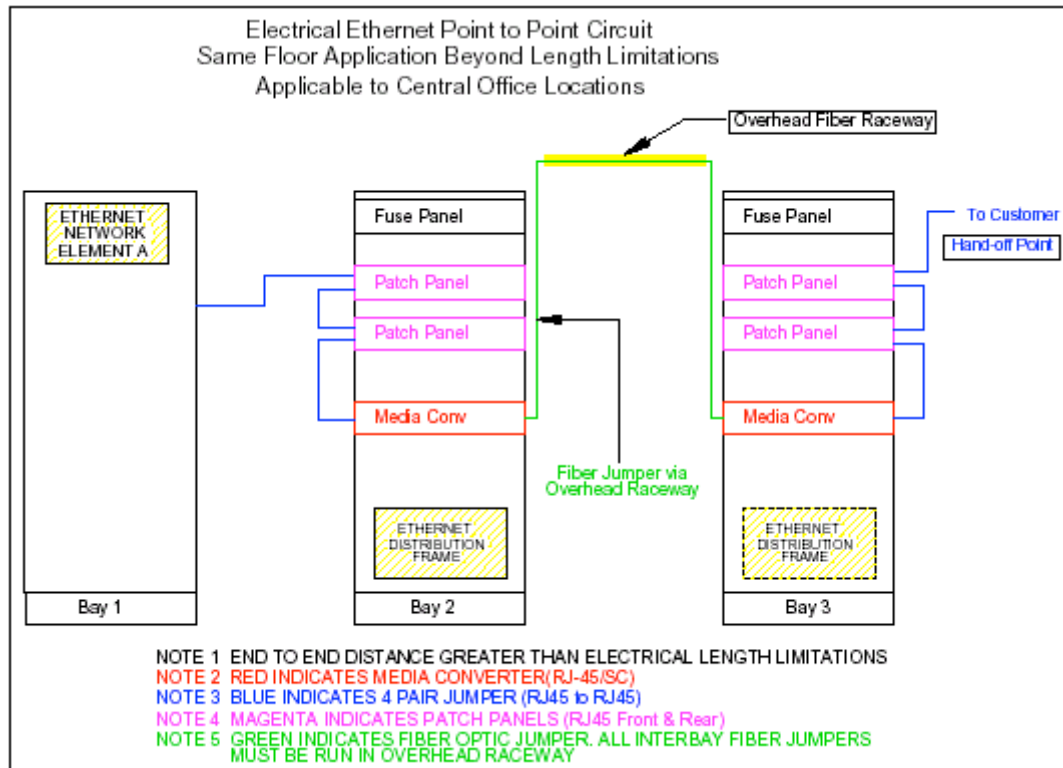 Electrical Ethernet Point to Point Circuit
Same Floor Application Beyond Length Limitations
Applicable to Central Office Locations
Overhead Fiber Raceway
ETHERNET
NETWORK
ELEMENT A
Fuse Panel
Fuse Panel
To Customer
Hand-off Point
Patch Panel
Patch Panel
Patch Panel
Patch Panel
Media Conv
Media Conv
Fiber Jumper via
Overhead Raceway
ETHERNET
DISTRIBUTION
FRAME
ETHERNET
DISTRIBUTION
FRAME
Bay 1
Bay 2
Bay 3
NOTE 1 END TO END DISTANCE GREATER THAN ELECTRICAL LENGTH LIMITATIONS
NOTE 2 RED INDICATES MEDIA CONVERTER(RJ-45/SC)
NOTE 3 BLUE INDICATES 4 PAIR JUMPER (RJ45 to RJ45)
NOTE 4 MAGENTA INDICATES PATCH PANELS (RJ45 Front & Rear)
NOTE 5 GREEN INDICATES FIBER OPTIC JUMPER. ALL INTERBAY FIBER JUMPERS
MUST BE RUN IN OVERHEAD RACEWAY